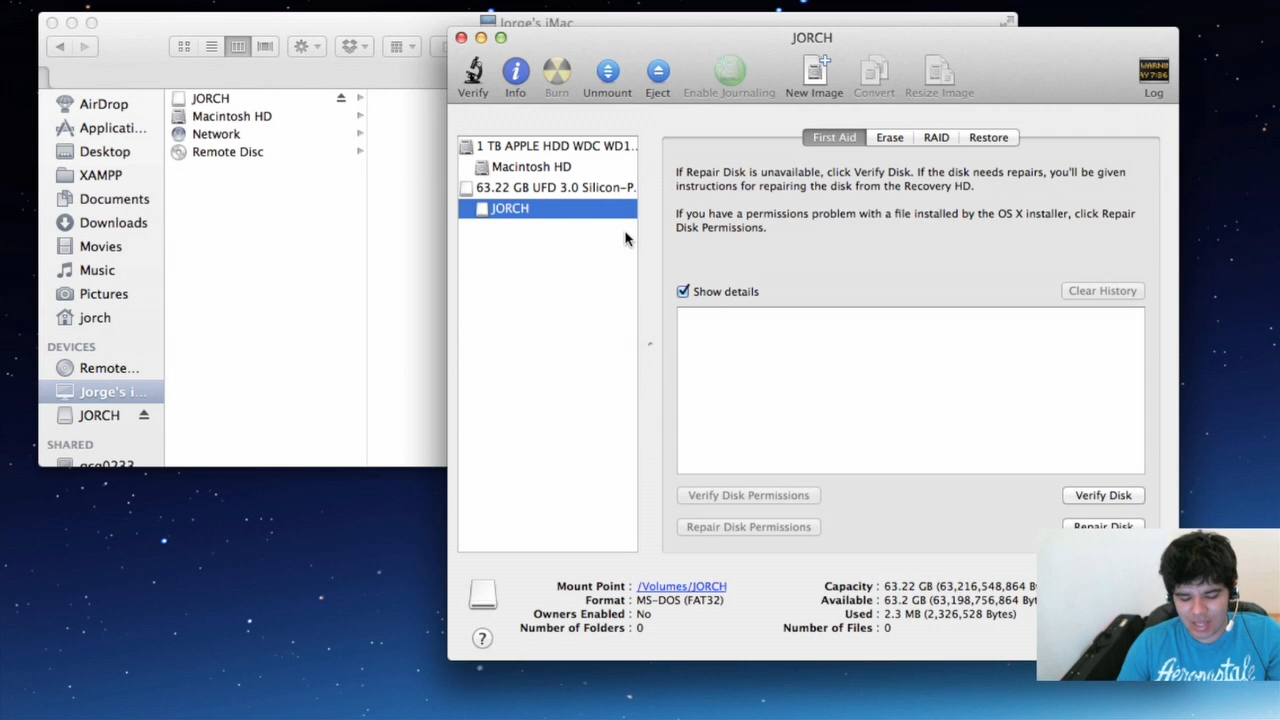 Jorge's iMac
AirDrop
Applicati...
Desktop
XAMPP
Documents
Downloads
Movies
Music
Pictures
jorch
DEVICES
Remote...
Jorge's i...
JORCH
SHARED
JORCH
Macintosh HD
Network
Remote Disc
JORCH
Verify
Info
Burn
Unmount
Eject
Enable Journaling
New Image
Convert
Resize Image
WARNI
AY 7:36
Log
1 TB APPLE HDD WDC WD1...
Macintosh HD
63.22 GB UFD 3.0 Silicon-P...
JORCH
First Aid
Erase
RAID
Restore
If Repair Disk is unavailable, click Verify Disk. If the disk needs repairs, you'll be given
instructions for repairing the disk from the Recovery HD.
If you have a permissions problem with a file installed by the OS X installer, click Repair
Disk Permissions.
Show details
Clear History
Verify Disk Permissions
Verify Disk
Repair Disk Permissions
Repair Disk
Mount Point : /Volumes/JORCH
Format : MS-DOS (FAT32)
Owners Enabled : No
Number of Folders : 0
Capacity : 63.22 GB (63,216,548,864 B
Available : 63.2 GB (63,198,756,864 Byt
Used : 2.3 MB (2,326,528 Bytes)
Number of Files : 0
?
Aéropostale